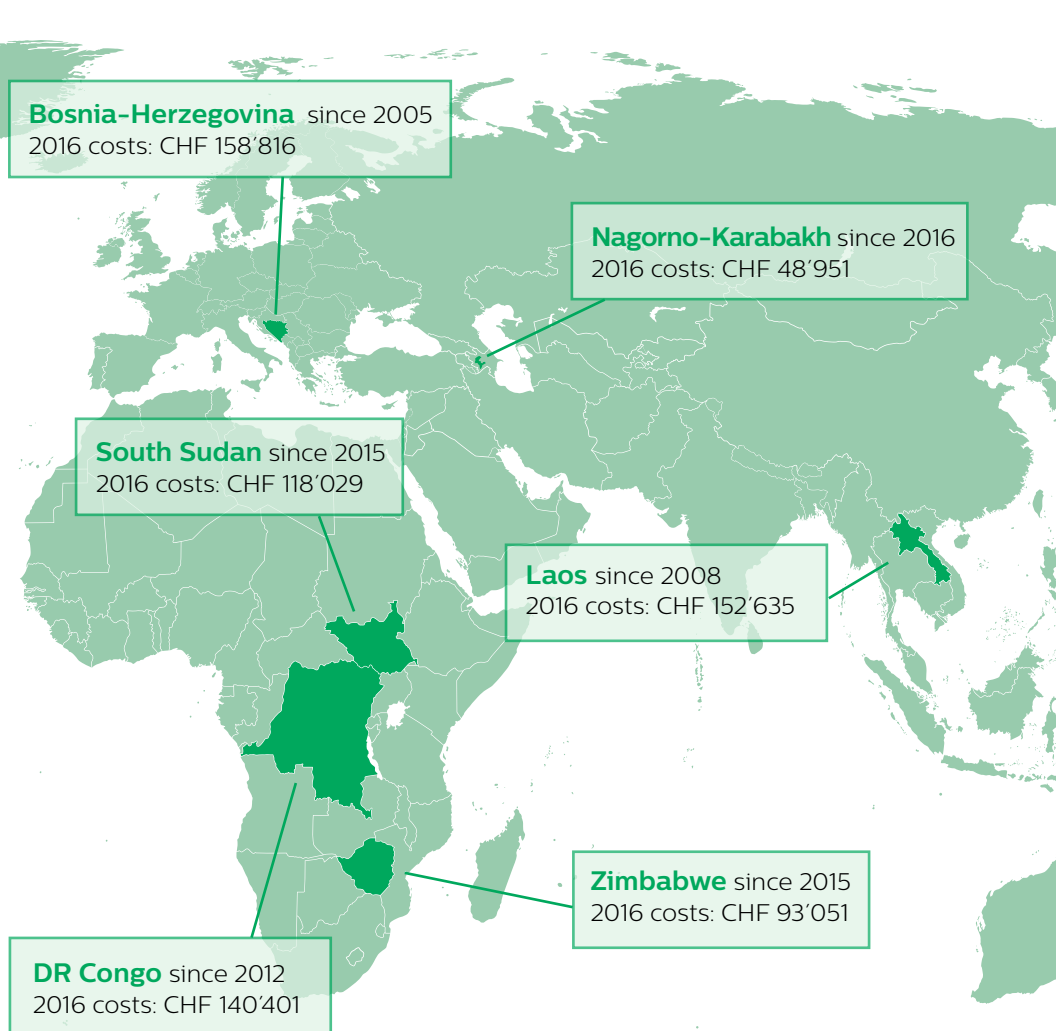 Bosnia-Herzegovina since 2005
2016 costs: CHF 158′816
Nagorno-Karabakh since 2016
2016 costs: CHF 48′951
South Sudan since 2015
2016 costs: CHF 118′029
Laos since 2008
2016 costs: CHF 152′635
Zimbabwe since 2015
2016 costs: CHF 93′051
DR Congo since 2012
2016 costs: CHF 140′401